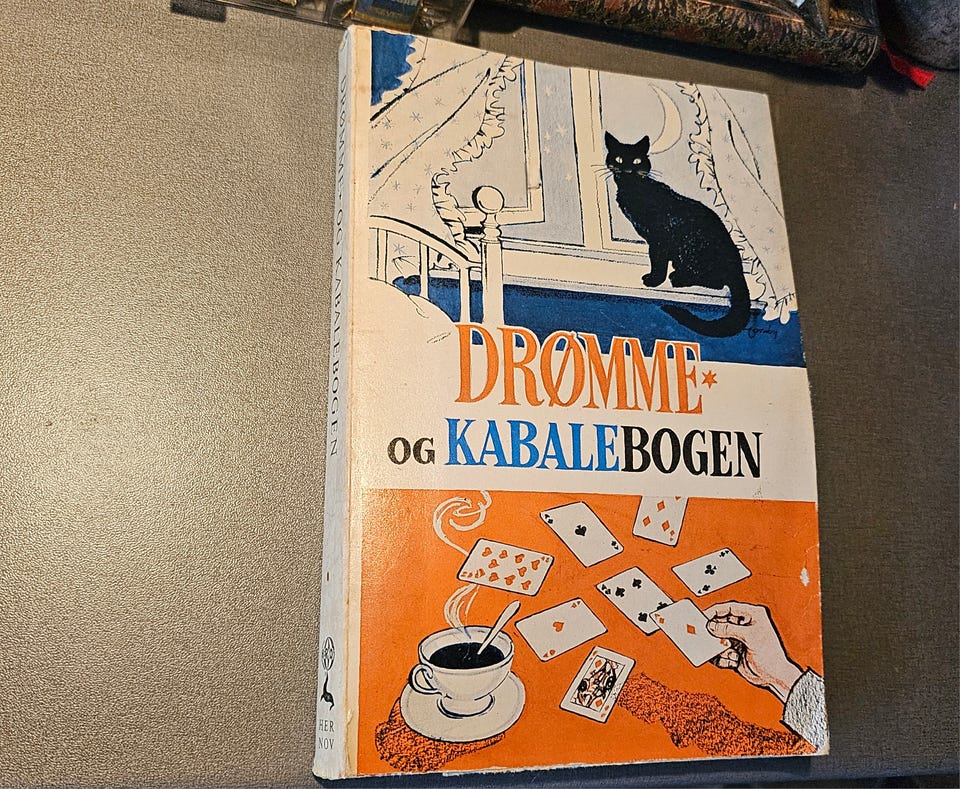 DRØMME*
OG KABALEBOGEN
DRØMME- OG KABALEBOGEN
HER
NOV